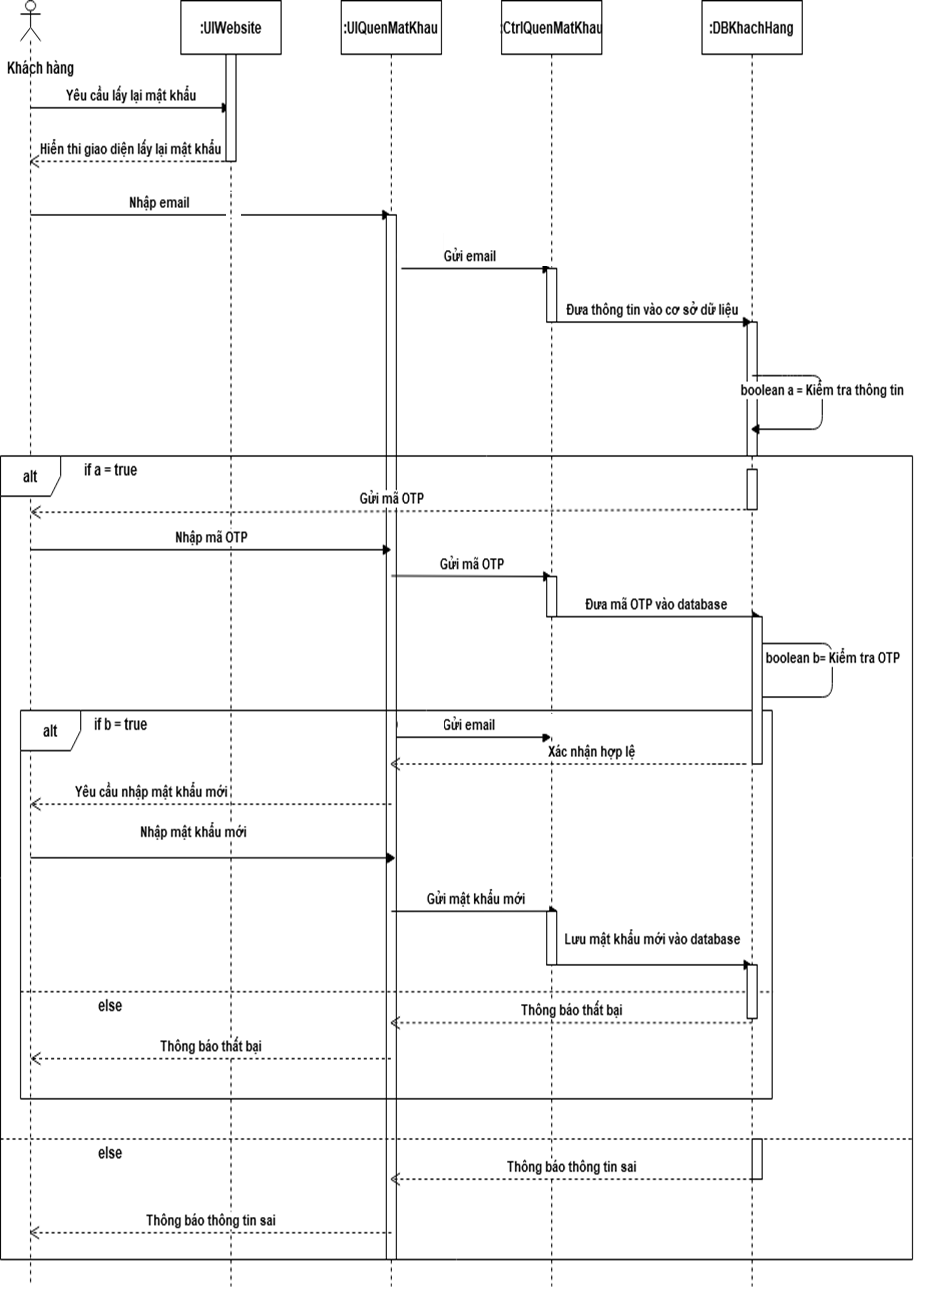 :UIWebsite
:UIQuenMatKhau
:CtrlQuenMatKhau
:DBKhachHang
Khách hàng
Yêu cầu lấy lại mật khẩu
Hiển thi giao diện lấy lại mật khẩu
Nhập email
Gửi email
Đưa thông tin vào cơ sở dữ liệu
boolean a = Kiểm tra thông tin
alt
if a = true
Gửi mã OTP
Nhập mã OTP
Gửi mã OTP
Đưa mã OTP vào database
boolean b= Kiểm tra OTP
alt
if b = true
Gửi email
Xác nhận hợp lệ
Yêu cầu nhập mật khẩu mới
Nhập mật khẩu mới
Gửi mật khẩu mới
Lưu mật khẩu mới vào database
else
Thông báo thất bại
Thông báo thất bại
else
Thông báo thông tin sai
Thông báo thông tin sai